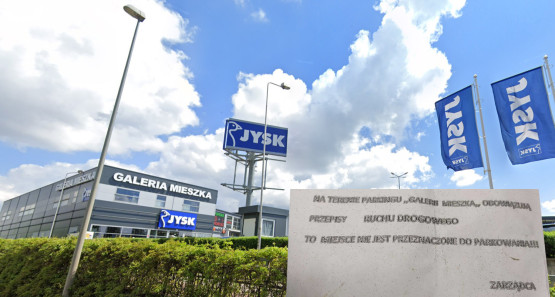 JYSK
JYSK
JYSK
GALERIA MIESZKA
JYSK
NA TERENIE PARKINGU „GALERII MIESZKA„ OBOWIĄZUJĄ
PRZEPISY RUCHU DROGOWEGO
TO MIEJSCE NIE JEST PRZEZNACZONE DO PARKOWANIA!!!
ZARZĄDCA